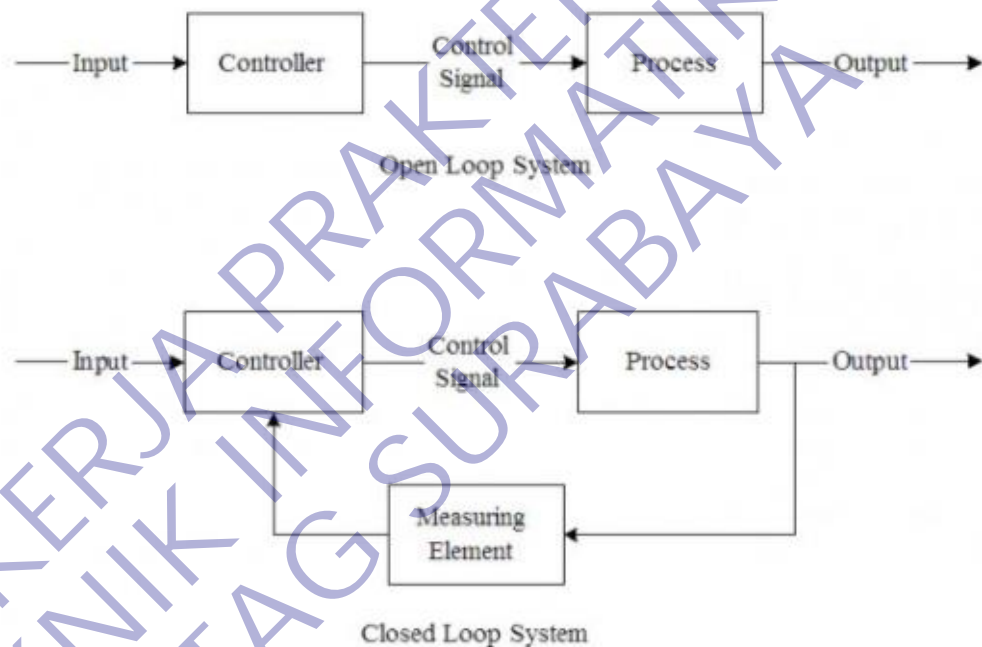 Input
Controller
Control
Signal
Process
Output
Open Loop System
Input
Controller
Control
Signal
Process
Output
Measuring
Element
Closed Loop System
KERJA PRAKTEK
TEKNIK INFORMATIKA
UNTAG SURABAYA